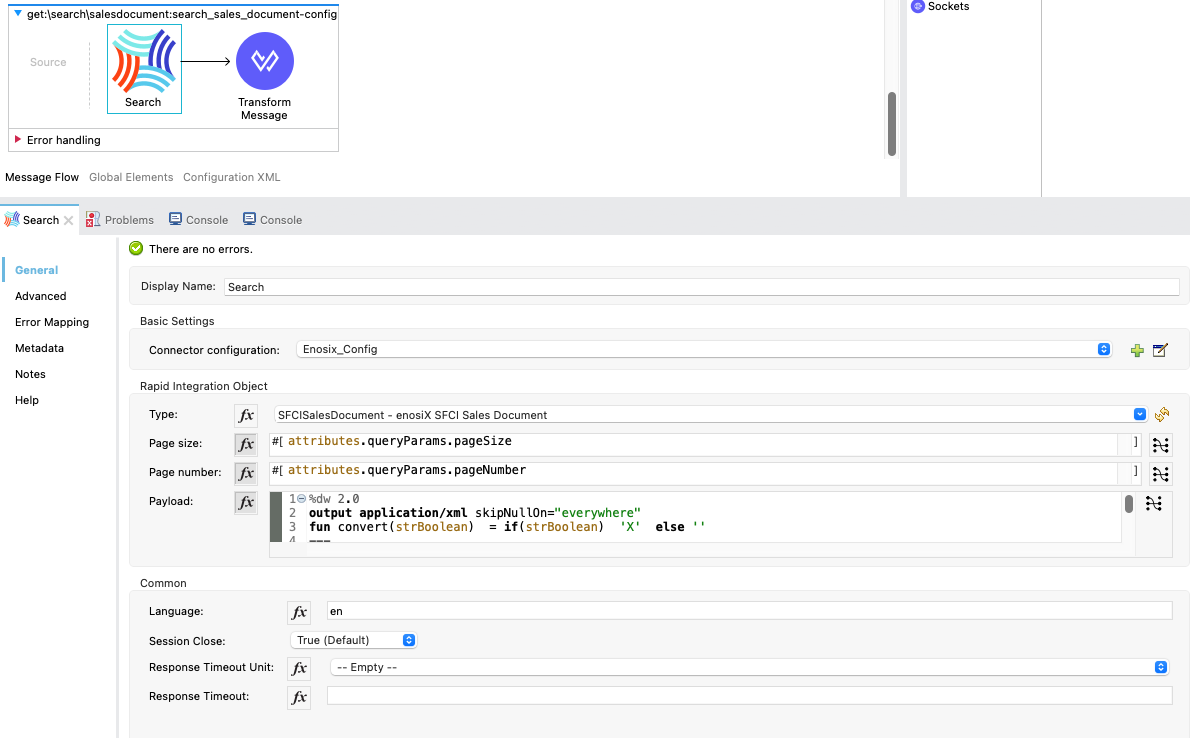 get:\search\salesdocument:search_sales_document-config
Sockets
Source
Search
Transform
Message
Error handling
Message Flow Global Elements Configuration XML
Search Problems Console Console
There are no errors.
General
Advanced
Error Mapping
Metadata
Notes
Help
Display Name: Search
Basic Settings
Connector configuration: Enosix_Config
Rapid Integration Object
Type: fx SFCISalesDocument - enosiX SFCI Sales Document
Page size: fx #[ attributes.queryParams.pageSize ]
Page number: fx #[ attributes.queryParams.pageNumber ]
Payload: fx 1 %dw 2.0
2 output application/xml skipNullOn="everywhere"
3 fun convert(strBoolean) = if(strBoolean) 'X' else ''
4 ---
Common
Language: fx en
Session Close: True (Default)
Response Timeout Unit: fx -- Empty --
Response Timeout: fx